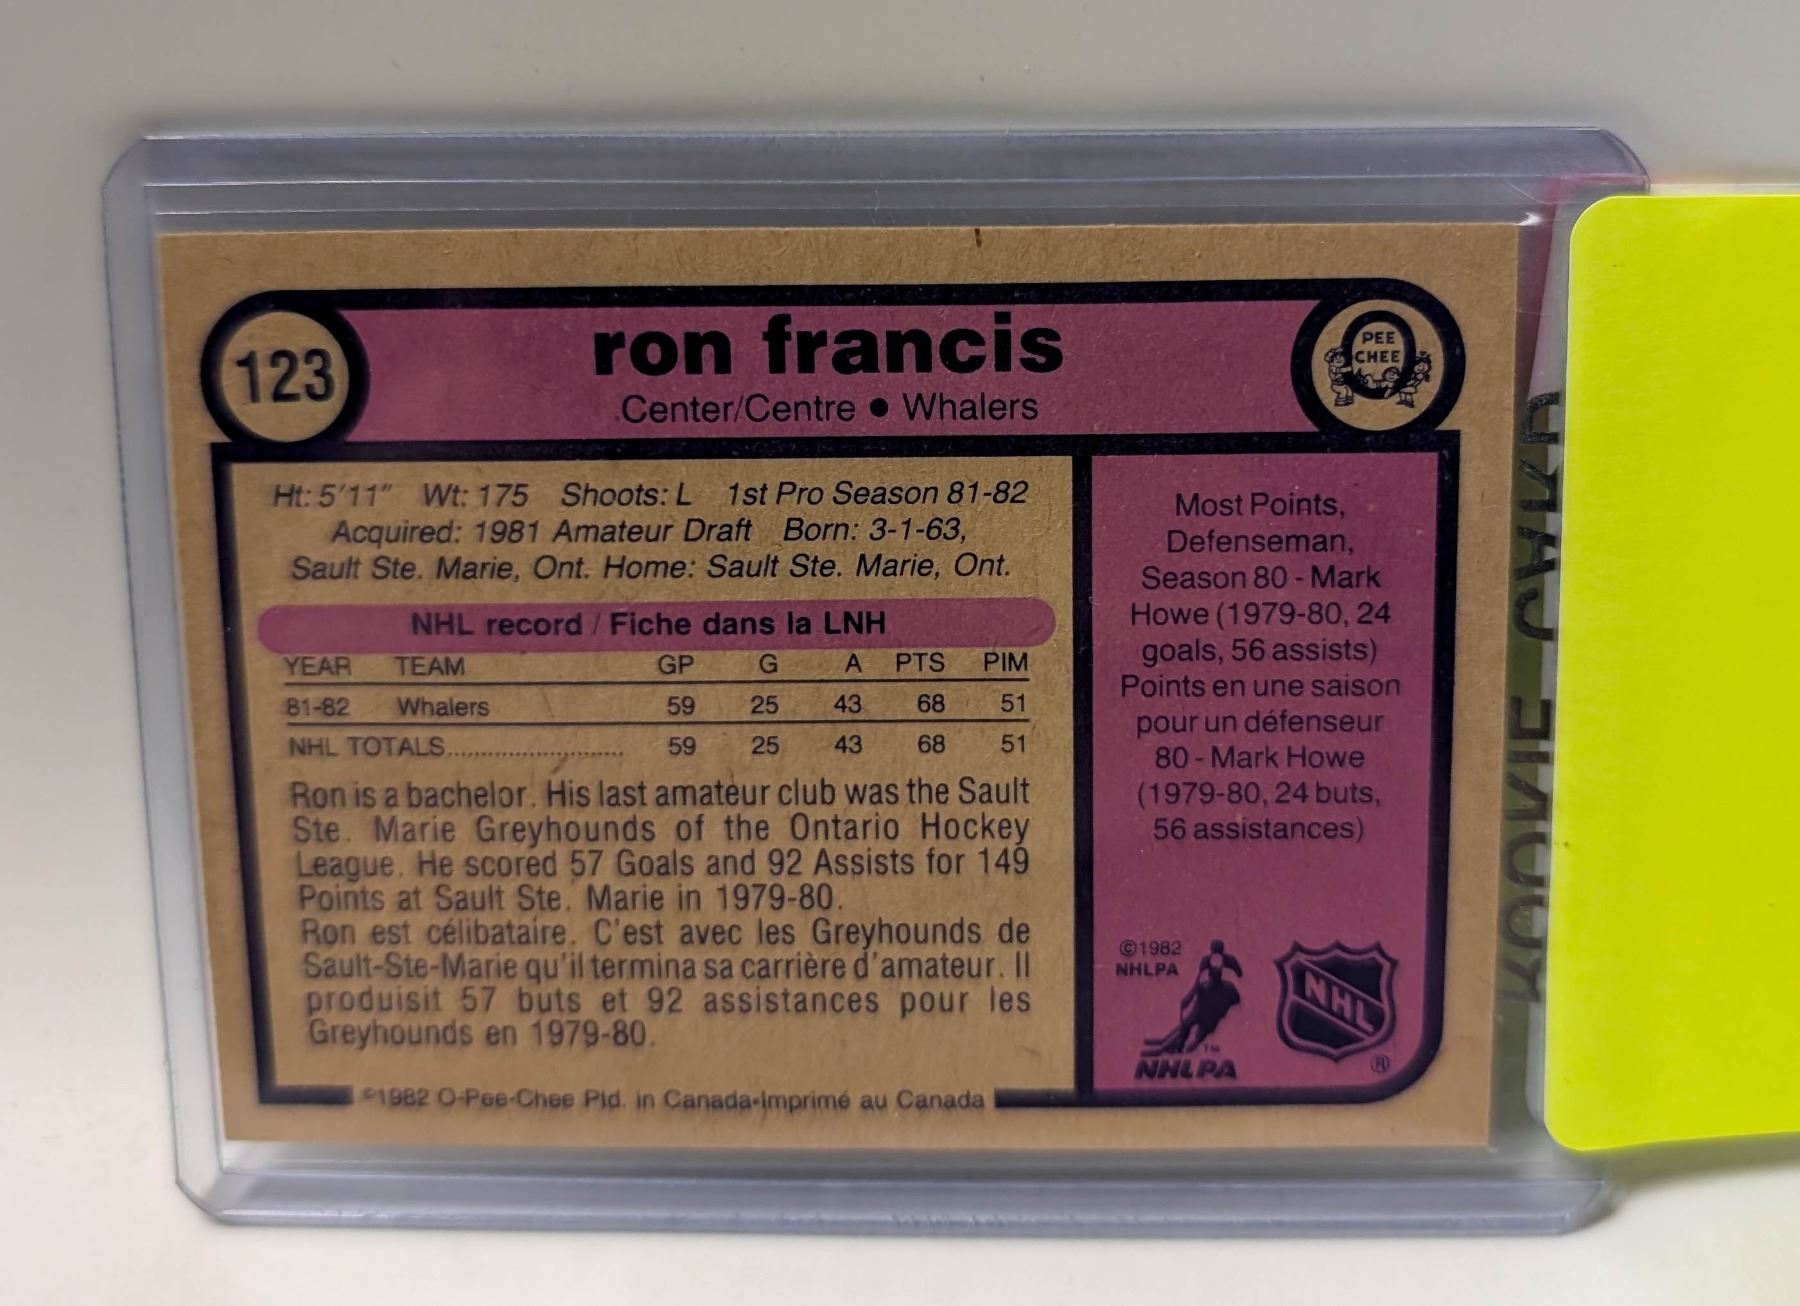 123
ron francis
Center/Centre ● Whalers
O
PEE
CHEE
Ht: 5'11" Wt: 175 Shoots: L 1st Pro Season 81-82
Acquired: 1981 Amateur Draft Born: 3-1-63,
Sault Ste. Marie, Ont. Home: Sault Ste. Marie, Ont.
NHL record / Fiche dans la LNH
YEAR TEAM GP G A PTS PIM
81-82 Whalers 59 25 43 68 51
NHL TOTALS........................ 59 25 43 68 51
Ron is a bachelor. His last amateur club was the Sault
Ste. Marie Greyhounds of the Ontario Hockey
League. He scored 57 Goals and 92 Assists for 149
Points at Sault Ste. Marie in 1979-80.
Ron est célibataire. C'est avec les Greyhounds de
Sault-Ste-Marie qu'il termina sa carrière d'amateur. Il
produisit 57 buts et 92 assistances pour les
Greyhounds en 1979-80.
©1982 O-Pee-Chee Ptd. in Canada•Imprimé au Canada
Most Points,
Defenseman,
Season 80 - Mark
Howe (1979-80, 24
goals, 56 assists)
Points en une saison
pour un défenseur
80 - Mark Howe
(1979-80, 24 buts,
56 assistances)
©1982
NHLPA
TM
NHLPA
NHL
®
ROOKIE CARD